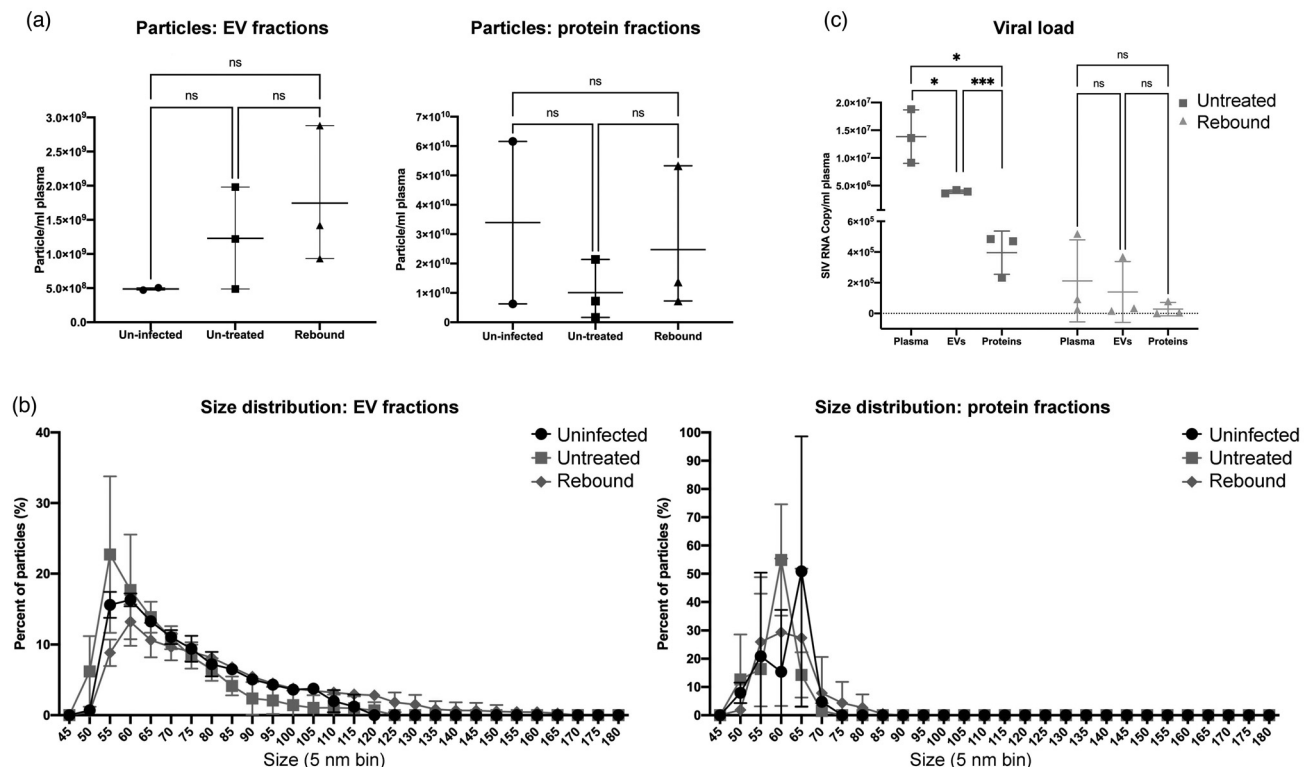 (a)
Particles: EV fractions
ns
ns
ns
Particle/ml plasma
3.0×10⁹
2.5×10⁹
2.0×10⁹
1.5×10⁹
1.0×10⁹
5.0×10⁸
0.0
Un-infected
Un-treated
Rebound
Particles: protein fractions
ns
ns
ns
Particle/ml plasma
7×10¹⁰
6×10¹⁰
5×10¹⁰
4×10¹⁰
3×10¹⁰
2×10¹⁰
1×10¹⁰
0
Un-infected
Un-treated
Rebound
(c)
Viral load
*
*
***
ns
ns
ns
Untreated
Rebound
SIV RNA Copy/ml plasma
2.0×10⁷
1.5×10⁷
1.0×10⁷
5.0×10⁶
6×10⁵
4×10⁵
2×10⁵
0
Plasma
EVs
Proteins
Plasma
EVs
Proteins
(b)
Size distribution: EV fractions
Uninfected
Untreated
Rebound
Percent of particles (%)
40
30
20
10
0
45 50 55 60 65 70 75 80 85 90 95 100 105 110 115 120 125 130 135 140 145 150 155 160 165 170 175 180
Size (5 nm bin)
Size distribution: protein fractions
Uninfected
Untreated
Rebound
Percent of particles (%)
100
90
80
70
60
50
40
30
20
10
0
45 50 55 60 65 70 75 80 85 90 95 100 105 110 115 120 125 130 135 140 145 150 155 160 165 170 175 180
Size (5 nm bin)